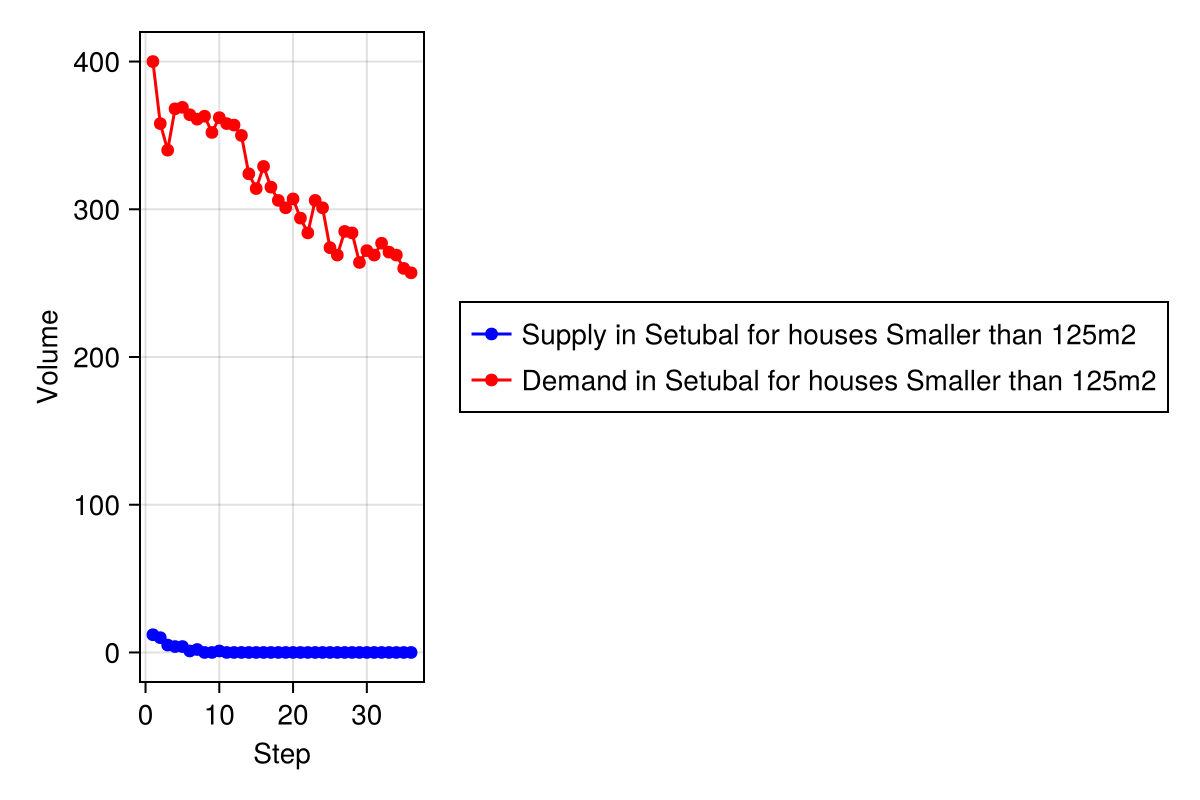 400
300
200
100
0
Volume
0 10 20 30
Step
Supply in Setubal for houses Smaller than 125m2
Demand in Setubal for houses Smaller than 125m2